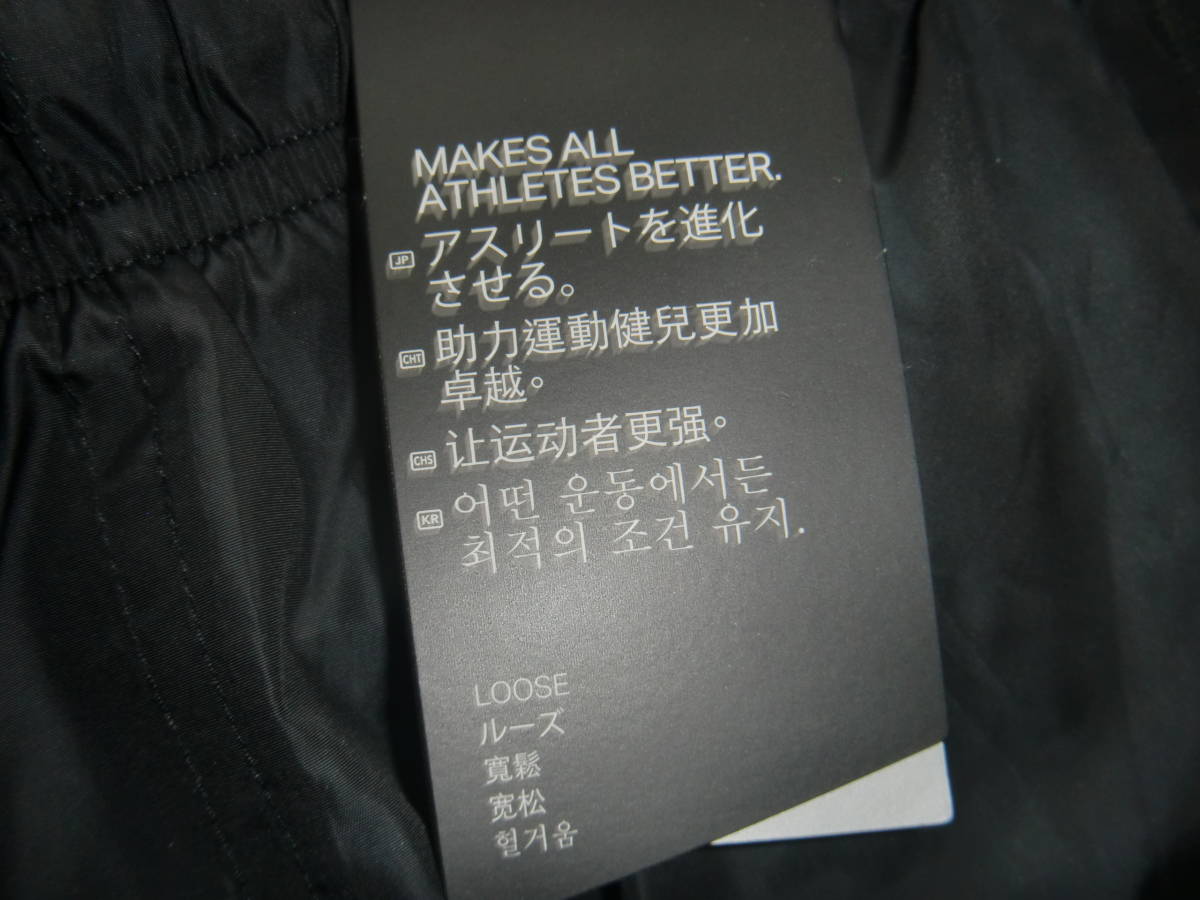 MAKES ALL
ATHLETES BETTER.
JP アスリートを進化
させる。
CHT 助力運動健兒更加
卓越。
CHS 让运动者更强。
KR 어떤 운동에서든
최적의 조건 유지.
LOOSE
ルーズ
寬鬆
宽松
헐거움